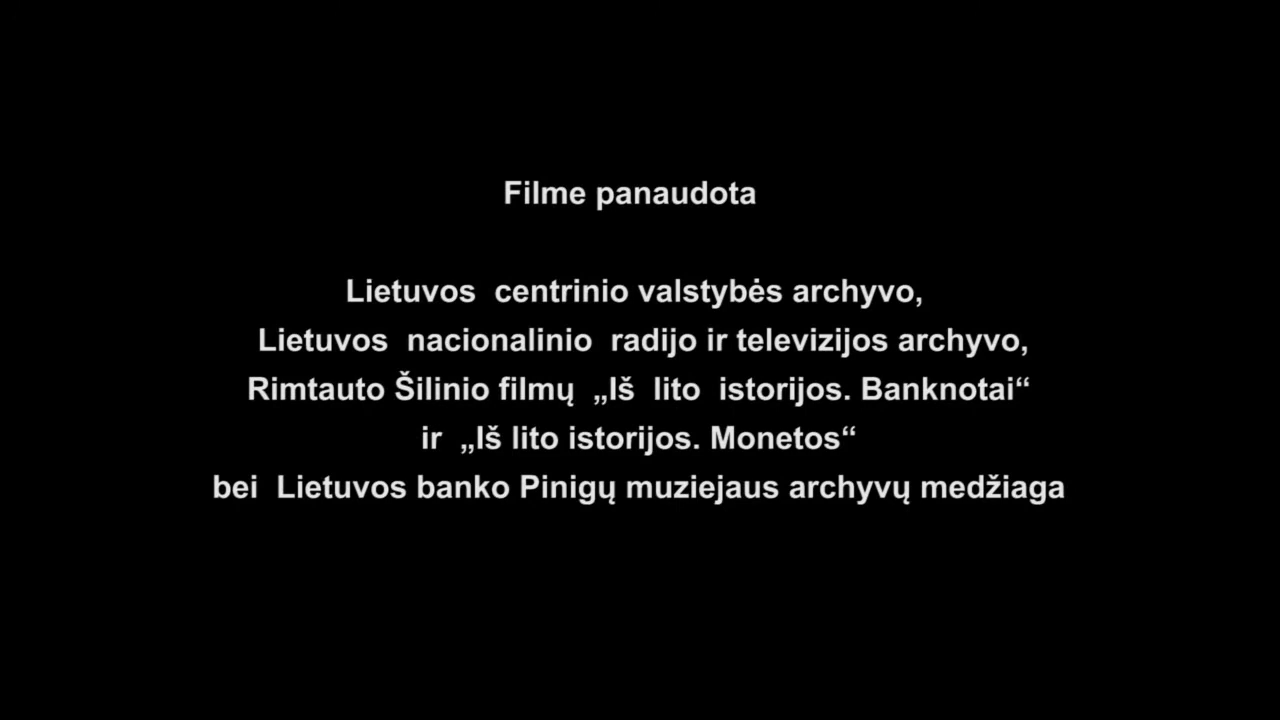 Filme panaudota
Lietuvos centrinio valstybės archyvo,
Lietuvos nacionalinio radijo ir televizijos archyvo,
Rimtauto Šilinio filmų „Iš lito istorijos. Banknotai“
ir „Iš lito istorijos. Monetos“
bei Lietuvos banko Pinigų muziejaus archyvų medžiaga